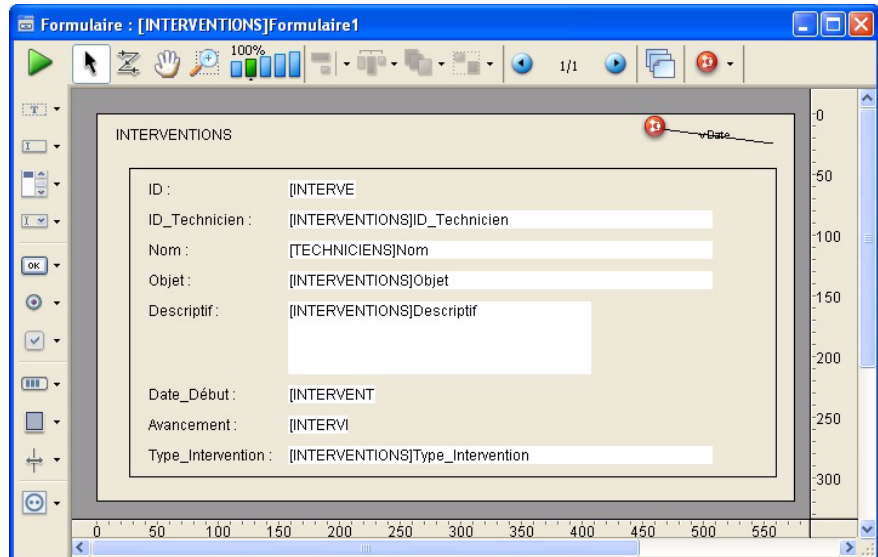 Formulaire : [INTERVENTIONS]Formulaire1
100%
1/1
T
I
I
OK
INTERVENTIONS
vDate
ID :
[INTERVE
ID_Technicien :
[INTERVENTIONS]ID_Technicien
Nom :
[TECHNICIENS]Nom
Objet :
[INTERVENTIONS]Objet
Descriptif :
[INTERVENTIONS]Descriptif
Date_Début :
[INTERVENT
Avancement :
[INTERVI
Type_Intervention :
[INTERVENTIONS]Type_Intervention
0
50
100
150
200
250
300
0 50 100 150 200 250 300 350 400 450 500 550